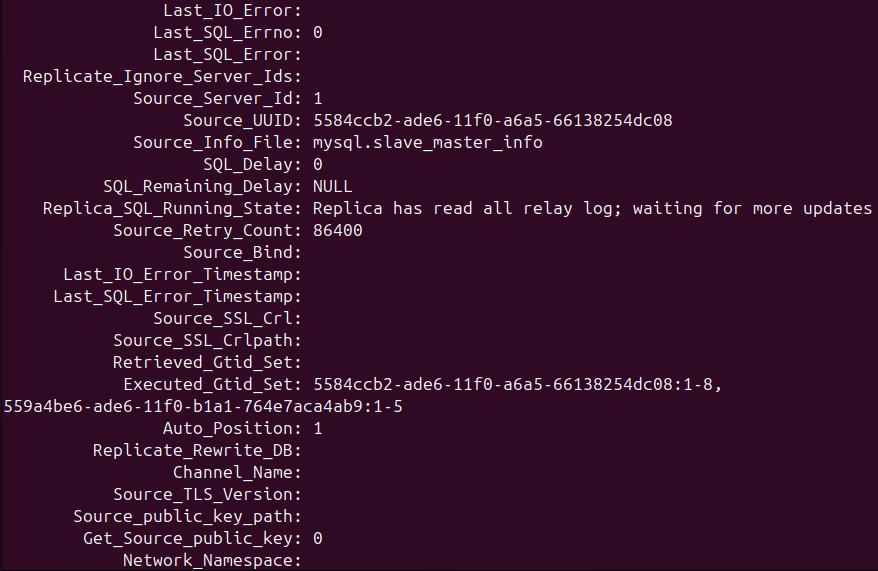 Last_IO_Error:
Last_SQL_Errno: 0
Last_SQL_Error:
Replicate_Ignore_Server_Ids:
Source_Server_Id: 1
Source_UUID: 5584ccb2-ade6-11f0-a6a5-66138254dc08
Source_Info_File: mysql.slave_master_info
SQL_Delay: 0
SQL_Remaining_Delay: NULL
Replica_SQL_Running_State: Replica has read all relay log; waiting for more updates
Source_Retry_Count: 86400
Source_Bind:
Last_IO_Error_Timestamp:
Last_SQL_Error_Timestamp:
Source_SSL_Crl:
Source_SSL_Crlpath:
Retrieved_Gtid_Set:
Executed_Gtid_Set: 5584ccb2-ade6-11f0-a6a5-66138254dc08:1-8,
559a4be6-ade6-11f0-b1a1-764e7aca4ab9:1-5
Auto_Position: 1
Replicate_Rewrite_DB:
Channel_Name:
Source_TLS_Version:
Source_public_key_path:
Get_Source_public_key: 0
Network_Namespace: